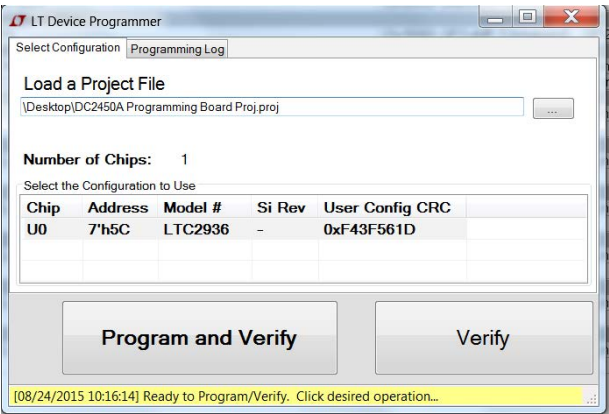 LT Device Programmer
Select Configuration Programming Log
Load a Project File
\Desktop\DC2450A Programming Board Proj.proj
...
Number of Chips: 1
Select the Configuration to Use
Chip Address Model # Si Rev User Config CRC
U0 7'h5C LTC2936 - 0xF43F561D
Program and Verify Verify
[08/24/2015 10:16:14] Ready to Program/Verify. Click desired operation...